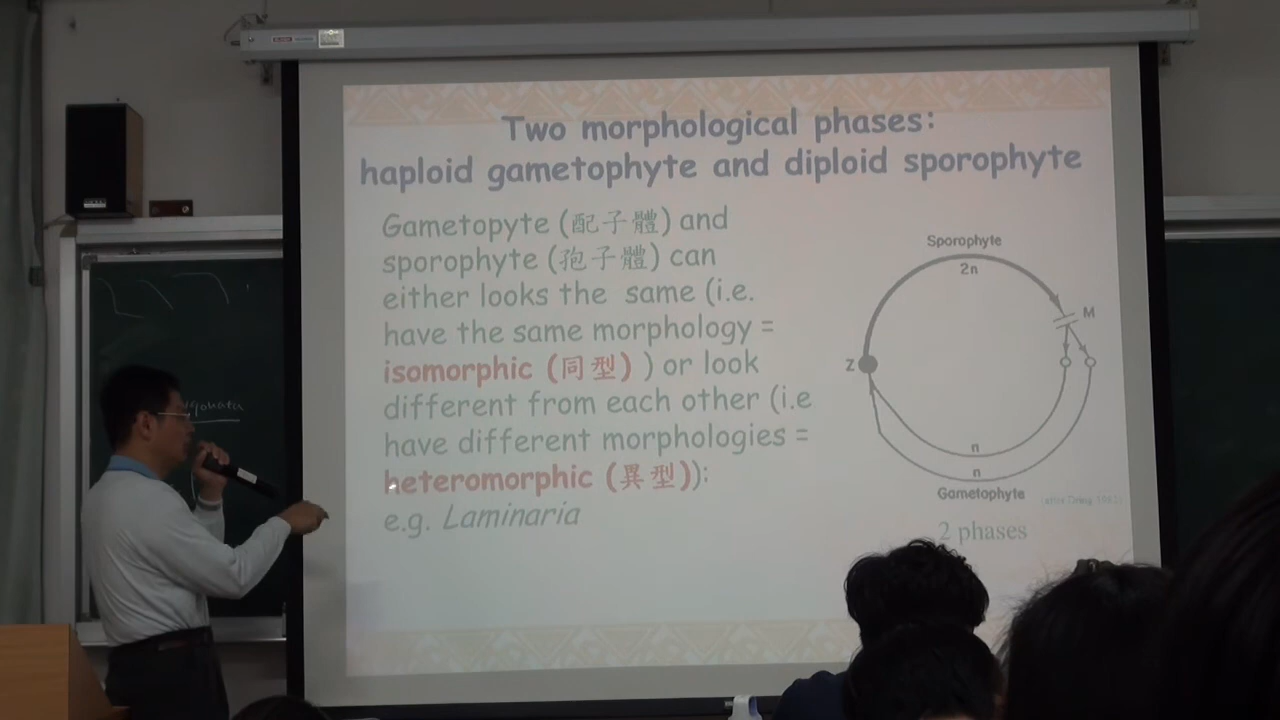 Two morphological phases:
haploid gametophyte and diploid sporophyte
Gametopyte (配子體) and
sporophyte (孢子體) can
either looks the same (i.e.
have the same morphology =
isomorphic (同型) ) or look
different from each other (i.e
have different morphologies =
heteromorphic (異型)):
e.g. Laminaria
Sporophyte
2n
M
Z
n
n
Gametophyte
2 phases